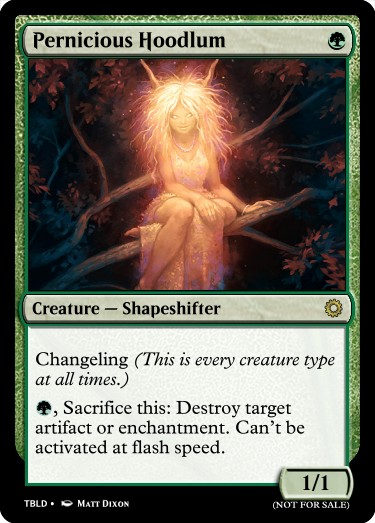 Pernicious Hoodlum
Creature — Shapeshifter
Changeling (This is every creature type
at all times.)
, Sacrifice this: Destroy target
artifact or enchantment. Can't be
activated at flash speed.
1/1
TBLD • Matt Dixon
(NOT FOR SALE)